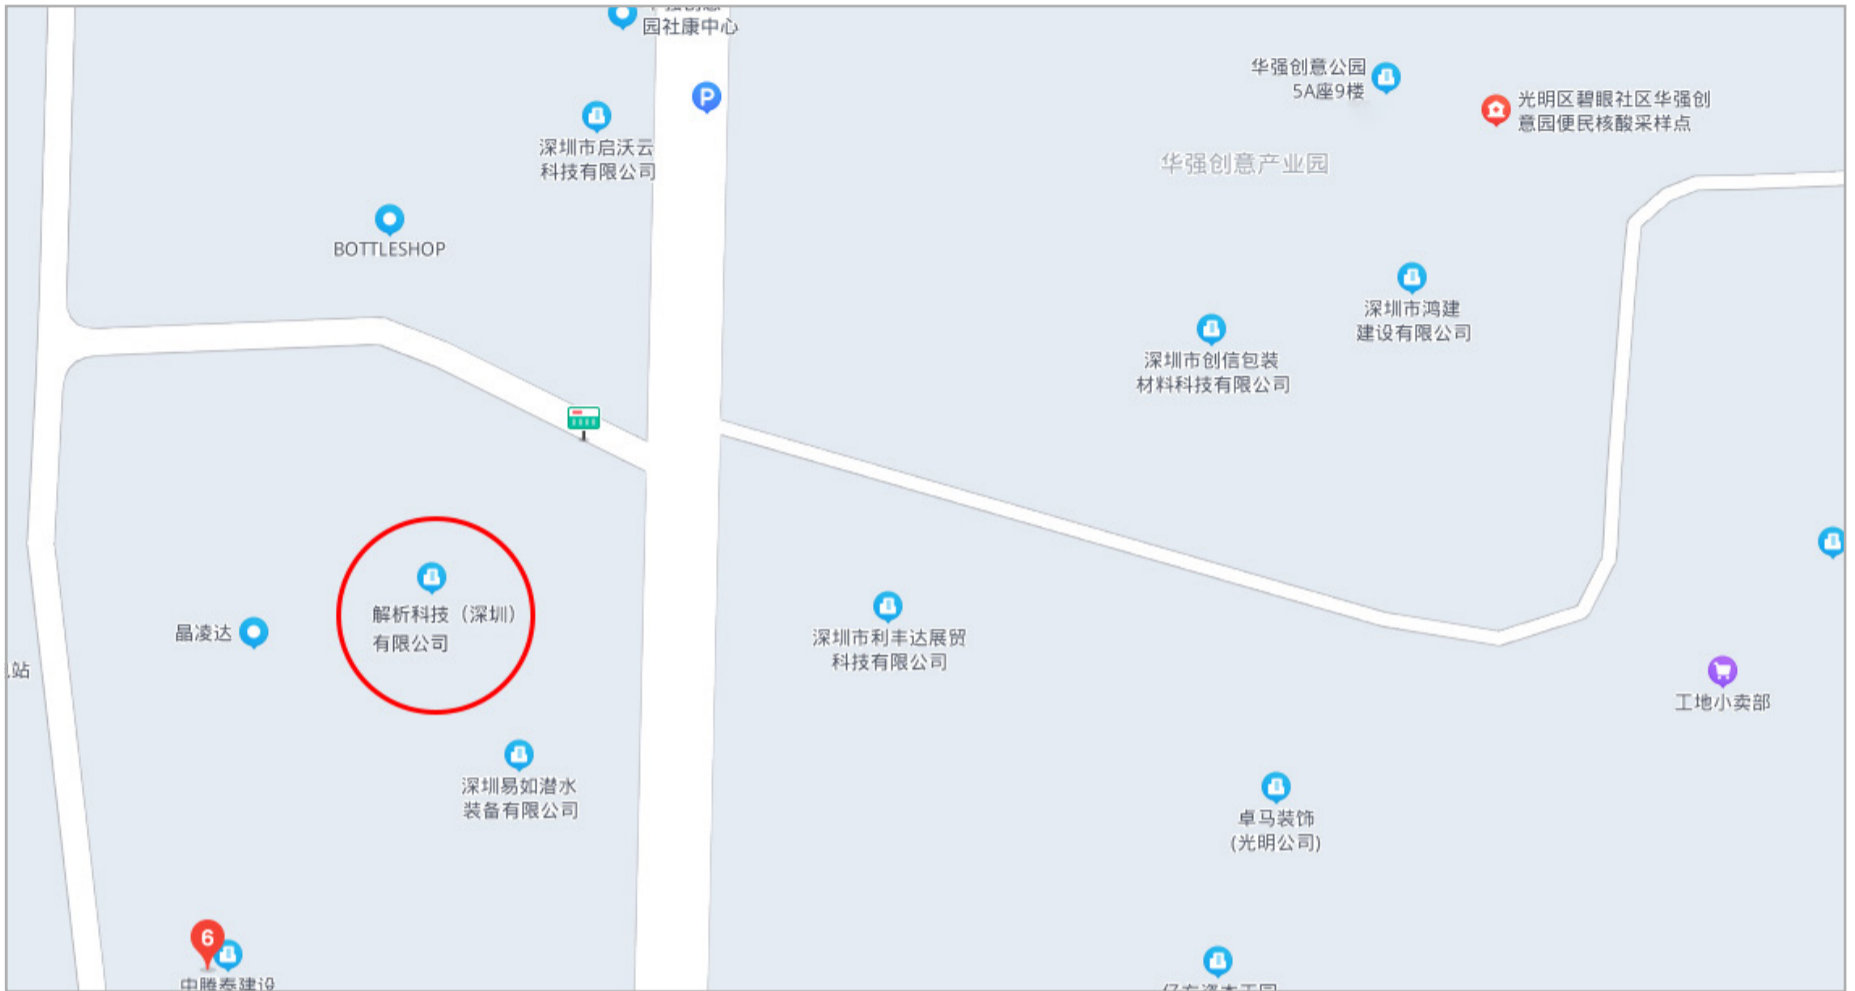 园社康中心
P
华强创意公园
5A座9楼
光明区碧眼社区华强创
意园便民核酸采样点
深圳市启沃云
科技有限公司
华强创意产业园
BOTTLESHOP
深圳市鸿建
建设有限公司
深圳市创信包装
材料科技有限公司
解析科技（深圳）
有限公司
晶凌达
深圳市利丰达展贸
科技有限公司
站
工地小卖部
深圳易如潜水
装备有限公司
卓马装饰
(光明公司)
6
中腾泰建设